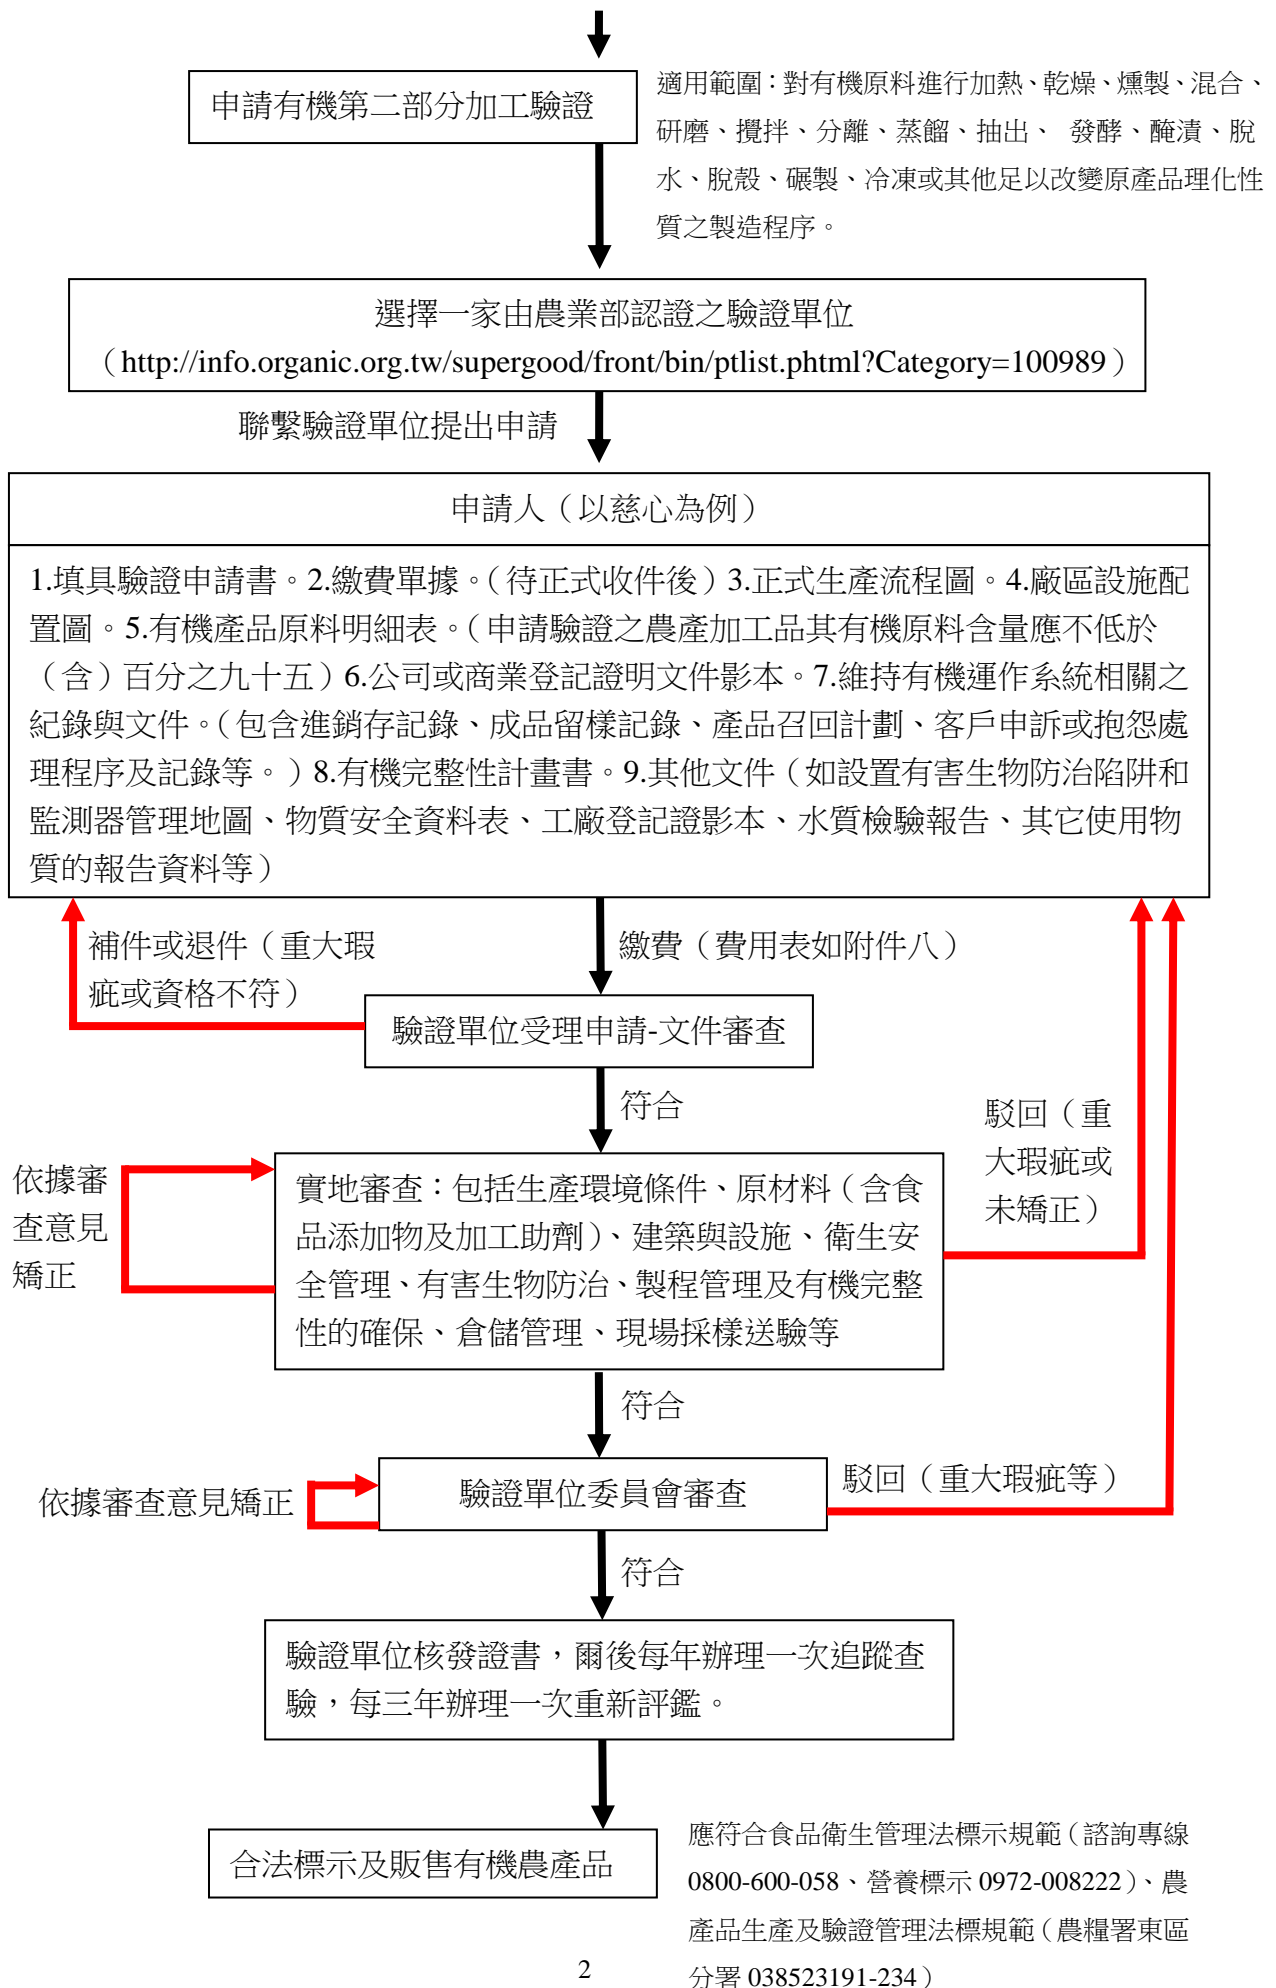 申請有機第二部分加工驗證
適用範圍：對有機原料進行加熱、乾燥、燻製、混合、
研磨、攪拌、分離、蒸餾、抽出、 發酵、醃漬、脫
水、脫殼、碾製、冷凍或其他足以改變原產品理化性
質之製造程序。
選擇一家由農業部認證之驗證單位
（http://info.organic.org.tw/supergood/front/bin/ptlist.phtml?Category=100989）
聯繫驗證單位提出申請
申請人（以慈心為例）
1.填具驗證申請書。2.繳費單據。（待正式收件後）3.正式生產流程圖。4.廠區設施配
置圖。5.有機產品原料明細表。（申請驗證之農產加工品其有機原料含量應不低於
（含）百分之九十五）6.公司或商業登記證明文件影本。7.維持有機運作系統相關之
紀錄與文件。（包含進銷存記錄、成品留樣記錄、產品召回計劃、客戶申訴或抱怨處
理程序及記錄等。）8.有機完整性計畫書。9.其他文件（如設置有害生物防治陷阱和
監測器管理地圖、物質安全資料表、工廠登記證影本、水質檢驗報告、其它使用物
質的報告資料等）
補件或退件（重大瑕
疵或資格不符）
繳費（費用表如附件八）
驗證單位受理申請-文件審查
符合
駁回（重
大瑕疵或
未矯正）
依據審
查意見
矯正
實地審查：包括生產環境條件、原材料（含食
品添加物及加工助劑）、建築與設施、衛生安
全管理、有害生物防治、製程管理及有機完整
性的確保、倉儲管理、現場採樣送驗等
符合
依據審查意見矯正
驗證單位委員會審查
駁回（重大瑕疵等）
符合
驗證單位核發證書，爾後每年辦理一次追蹤查
驗，每三年辦理一次重新評鑑。
合法標示及販售有機農產品
應符合食品衛生管理法標示規範（諮詢專線
0800-600-058、營養標示 0972-008222）、農
產品生產及驗證管理法標規範（農糧署東區
分署 038523191-234）
2